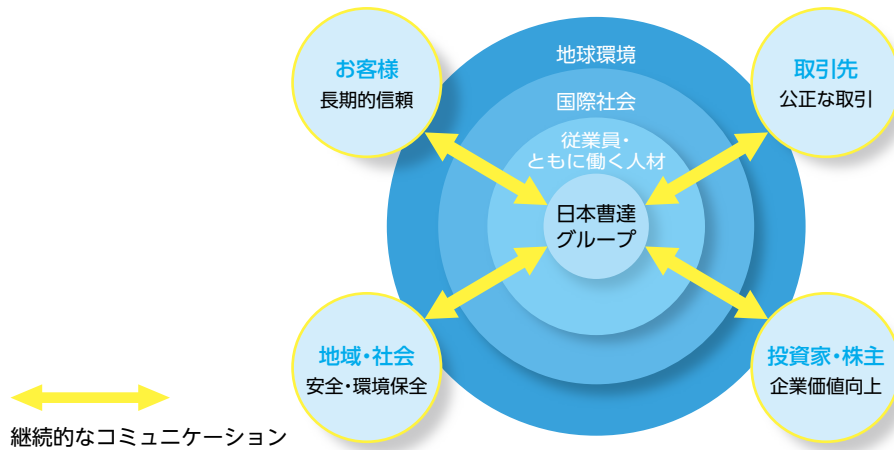 お客様
長期的信頼
地球環境
国際社会
従業員・
ともに働く人材
日本曹達
グループ
取引先
公正な取引
地域・社会
安全・環境保全
投資家・株主
企業価値向上
継続的なコミュニケーション